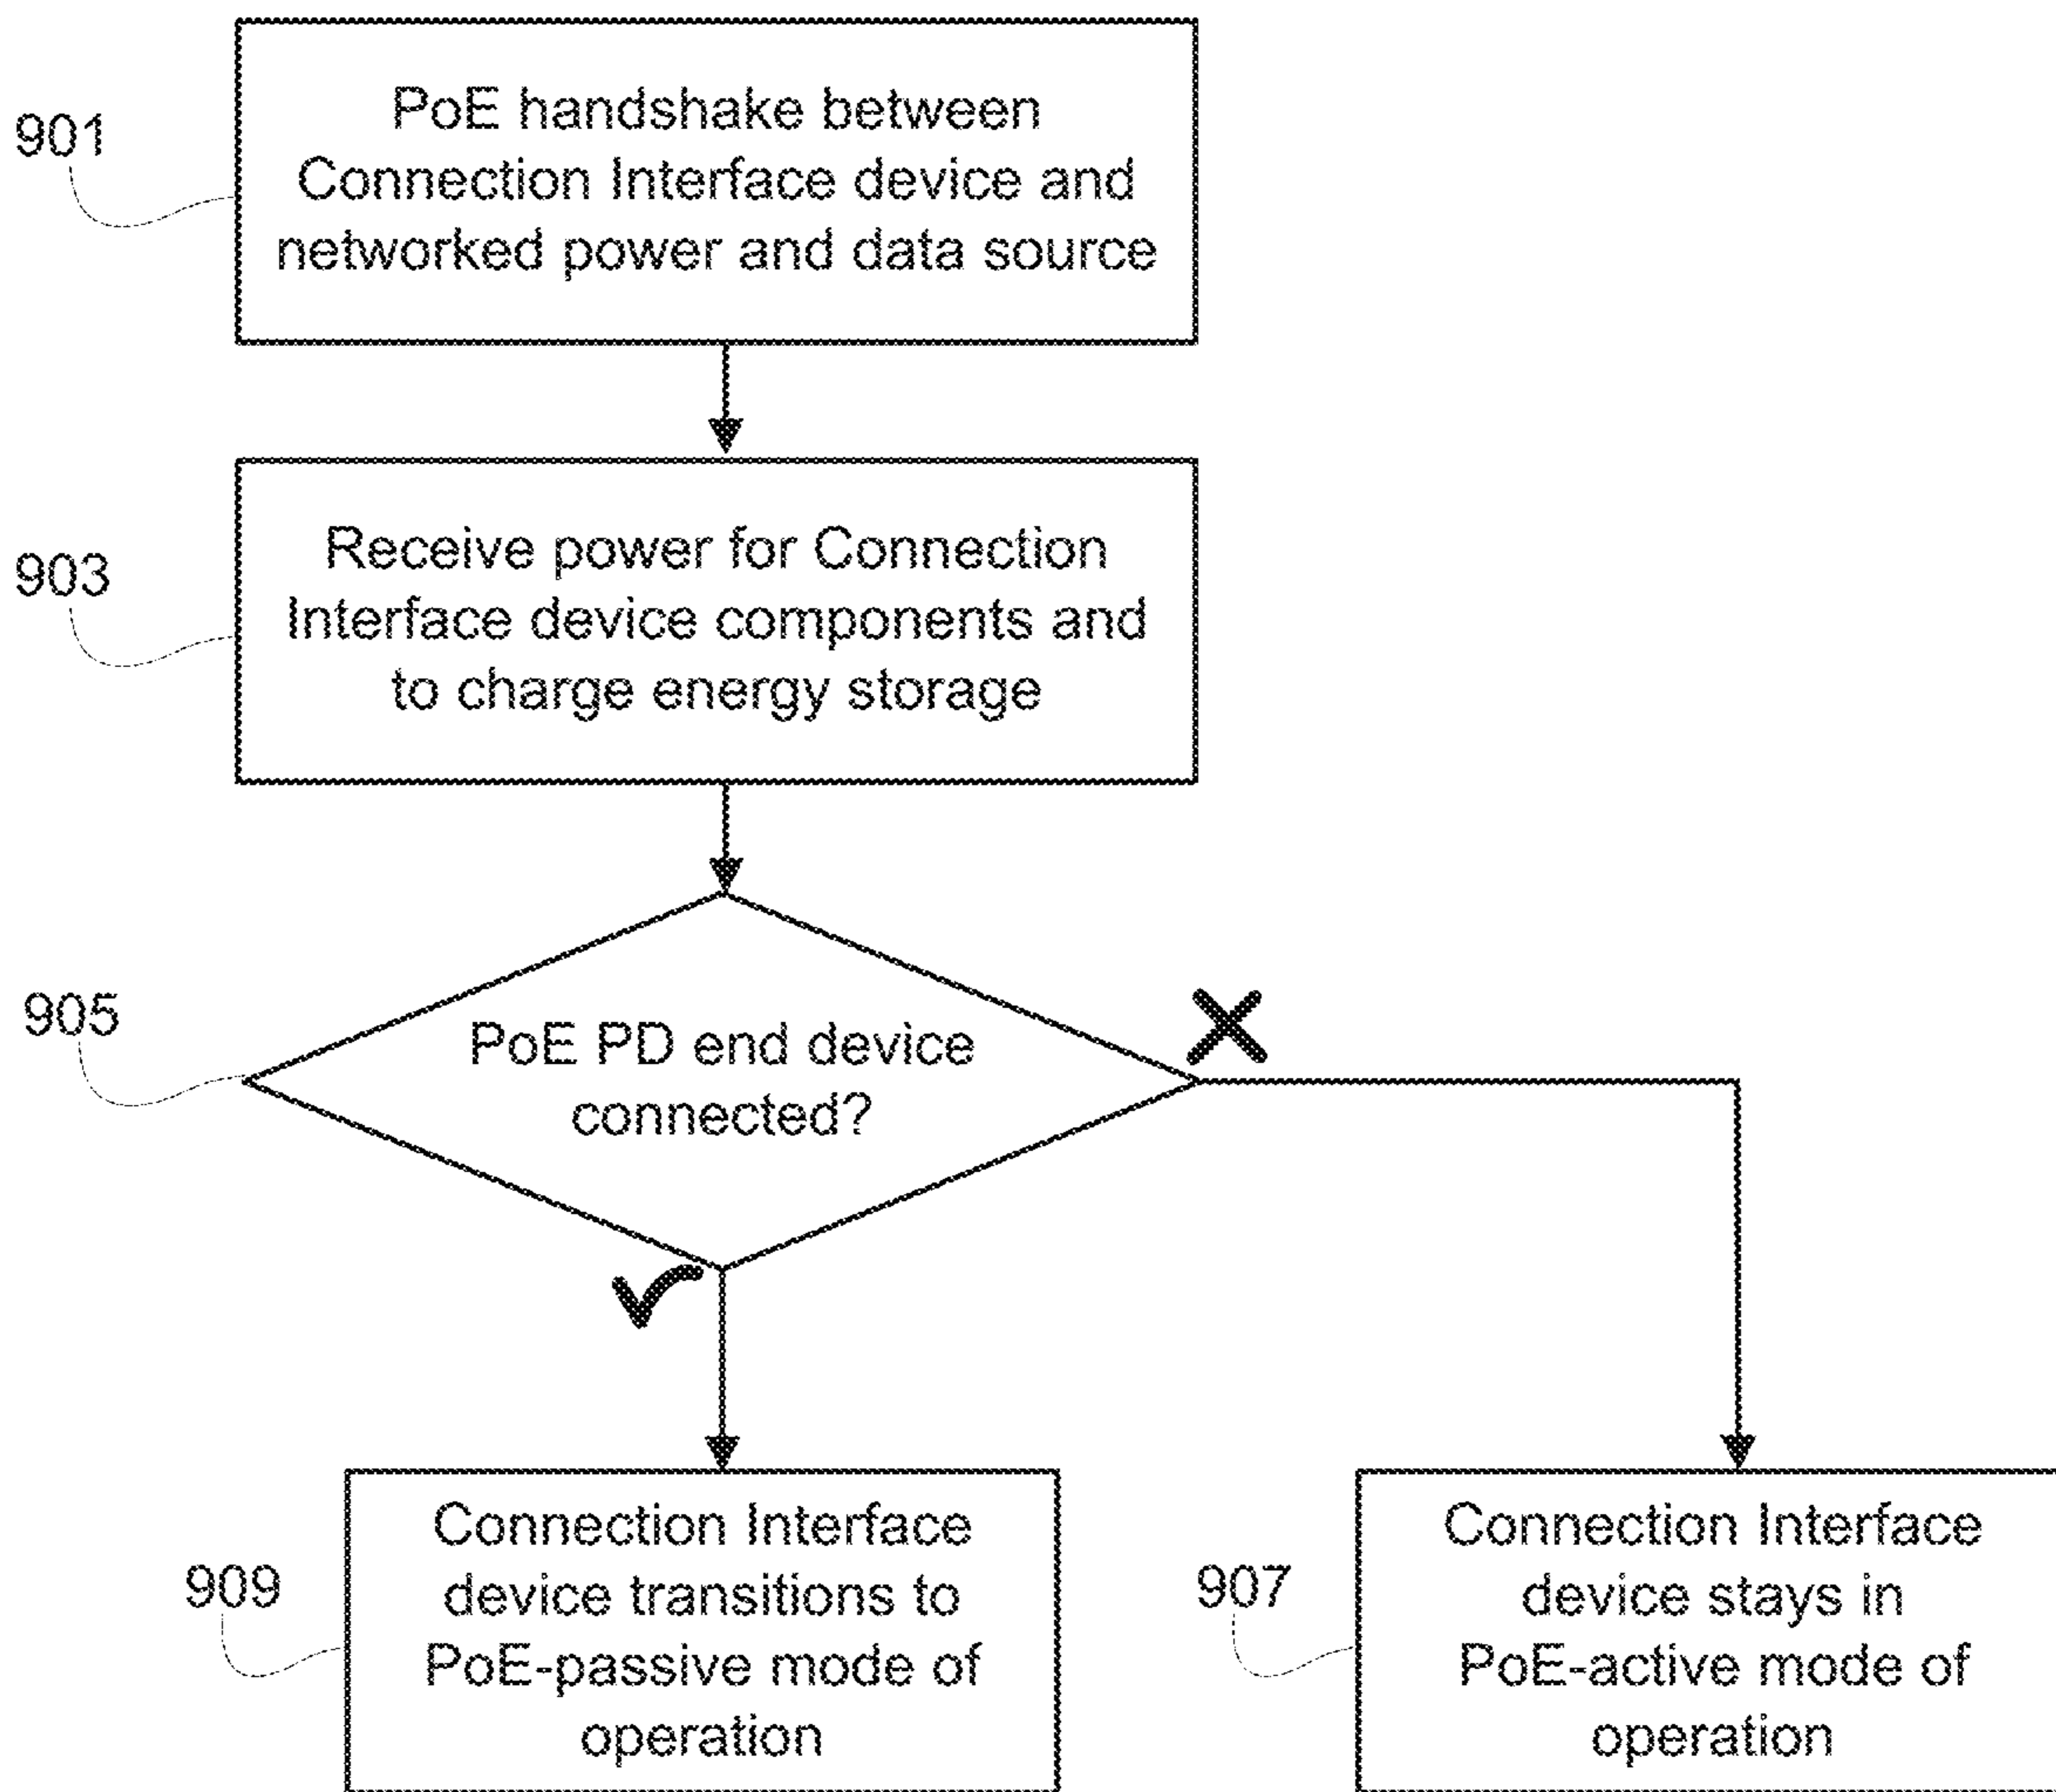 901
PoE handshake between
Connection Interface device and
networked power and data source
903
Receive power for Connection
Interface device components and
to charge energy storage
905
PoE PD end device
connected?
909
Connection Interface
device transitions to
PoE-passive mode of
operation
907
Connection Interface
device stays in
PoE-active mode of
operation